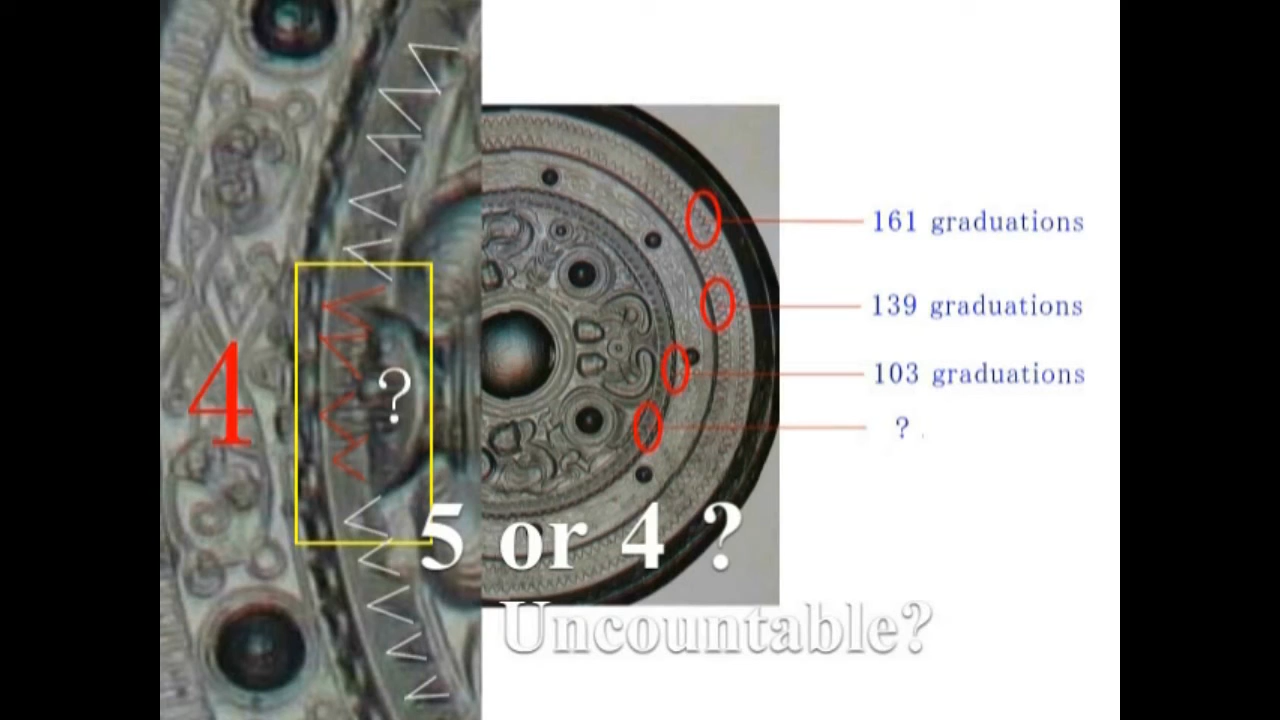 161 graduations
139 graduations
103 graduations
?
4
?
5 or 4 ?
Uncountable?